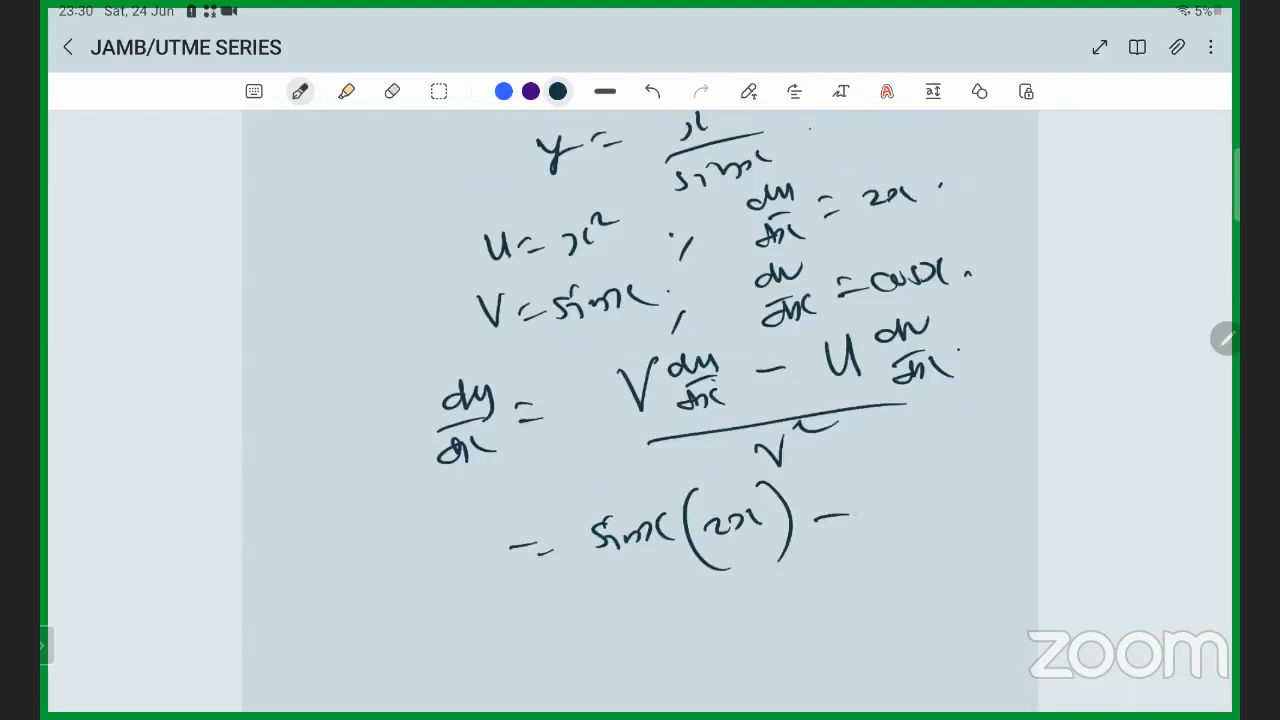 23:30 Sat, 24 Jun
5%
JAMB/UTME SERIES
y = x / sinx
U = x² ; du/dx = 2x
V = sinx ; dv/dx = cosx
dy/dx = (V du/dx - U dv/dx) / V²
= sinx (2x) -
zoom